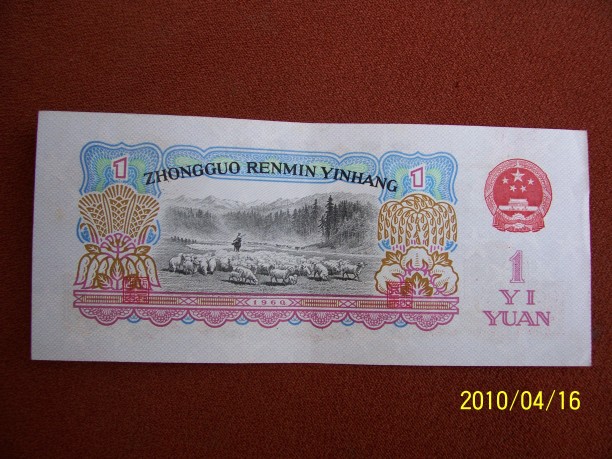 ZHONGGUO RENMIN YINHANG
1
1
1960
1
YI
YUAN
2010/04/16